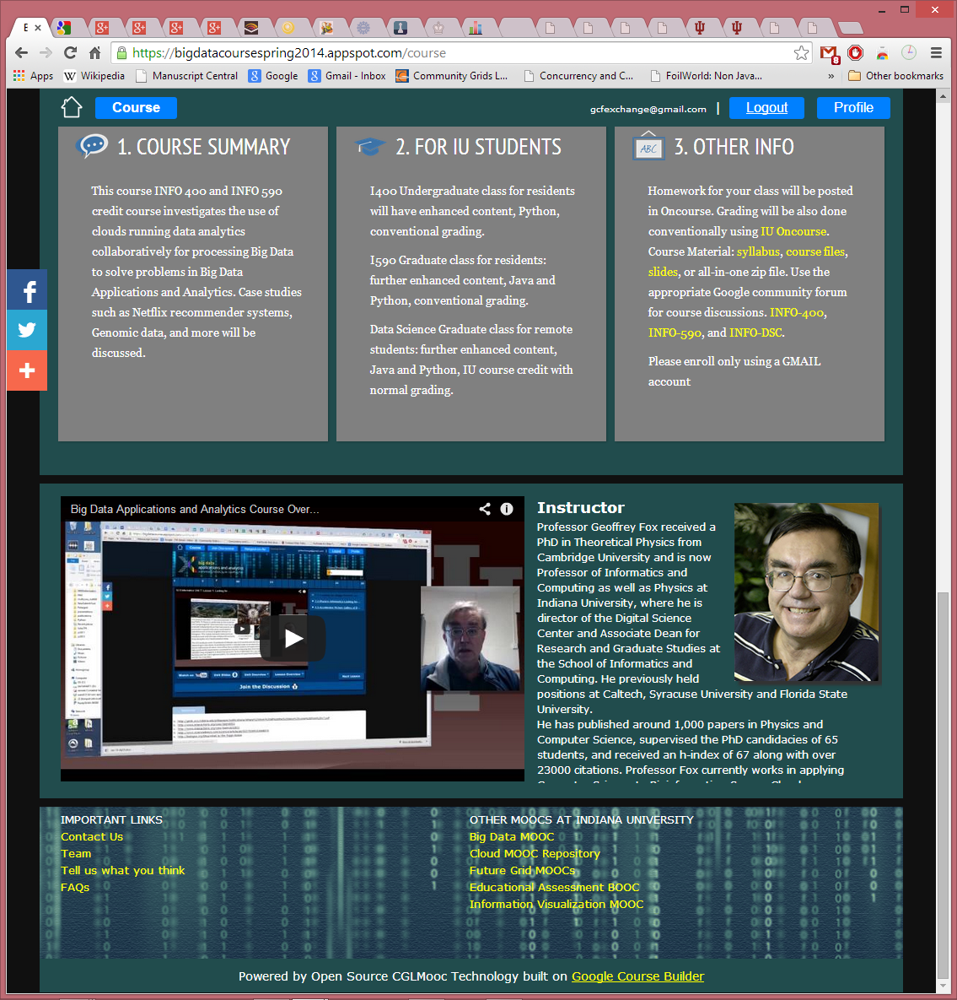 E
https://bigdatacoursespring2014.appspot.com/course
8
Apps Wikipedia Manuscript Central Google Gmail - Inbox Community Grids L... Concurrency and C... FoilWorld: Non Java... » Other bookmarks
Course gcfexchange@gmail.com | Logout Profile
1. COURSE SUMMARY
This course INFO 400 and INFO 590
credit course investigates the use of
clouds running data analytics
collaboratively for processing Big Data
to solve problems in Big Data
Applications and Analytics. Case studies
such as Netflix recommender systems,
Genomic data, and more will be
discussed.
2. FOR IU STUDENTS
I400 Undergraduate class for residents
will have enhanced content, Python,
conventional grading.
I590 Graduate class for residents:
further enhanced content, Java and
Python, conventional grading.
Data Science Graduate class for remote
students: further enhanced content,
Java and Python, IU course credit with
normal grading.
ABC
3. OTHER INFO
Homework for your class will be posted
in Oncourse. Grading will be also done
conventionally using IU Oncourse.
Course Material: syllabus, course files,
slides, or all-in-one zip file. Use the
appropriate Google community forum
for course discussions. INFO-400,
INFO-590, and INFO-DSC.
Please enroll only using a GMAIL
account
Big Data Applications and Analytics Course Over...
big data
applications and analytics
Join the Discussion
Instructor
Professor Geoffrey Fox received a
PhD in Theoretical Physics from
Cambridge University and is now
Professor of Informatics and
Computing as well as Physics at
Indiana University, where he is
director of the Digital Science
Center and Associate Dean for
Research and Graduate Studies at
the School of Informatics and
Computing. He previously held
positions at Caltech, Syracuse University and Florida State
University.
He has published around 1,000 papers in Physics and
Computer Science, supervised the PhD candidacies of 65
students, and received an h-index of 67 along with over
23000 citations. Professor Fox currently works in applying
IMPORTANT LINKS
Contact Us
Team
Tell us what you think
FAQs
OTHER MOOCS AT INDIANA UNIVERSITY
Big Data MOOC
Cloud MOOC Repository
Future Grid MOOCs
Educational Assessment BOOC
Information Visualization MOOC
Powered by Open Source CGLMooc Technology built on Google Course Builder